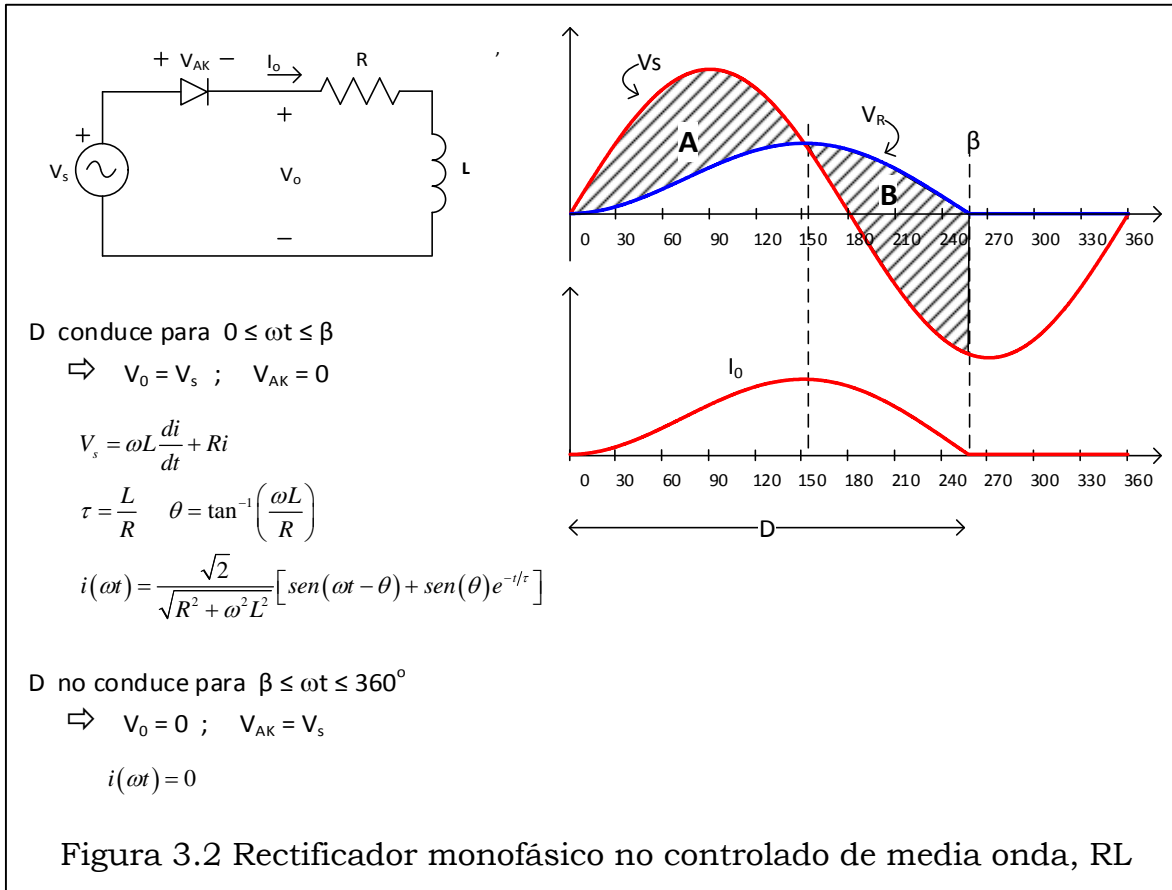 + V_AK − I_o R
+
V_s
+
V_o
−
L
,
Vs
V_R
β
A
B
0 30 60 90 120 150 180 210 240 270 300 330 360
I_0
0 30 60 90 120 150 180 210 240 270 300 330 360
D
D conduce para 0 ≤ ωt ≤ β
⇨ V_0 = V_s ; V_AK = 0
V_s = ωL di/dt + Ri
τ = L/R θ = tan⁻¹(ωL/R)
i(ωt) = √2/√(R² + ω²L²) [sen(ωt − θ) + sen(θ)e^(−t/τ)]
D no conduce para β ≤ ωt ≤ 360°
⇨ V_0 = 0 ; V_AK = V_s
i(ωt) = 0
Figura 3.2 Rectificador monofásico no controlado de media onda, RL